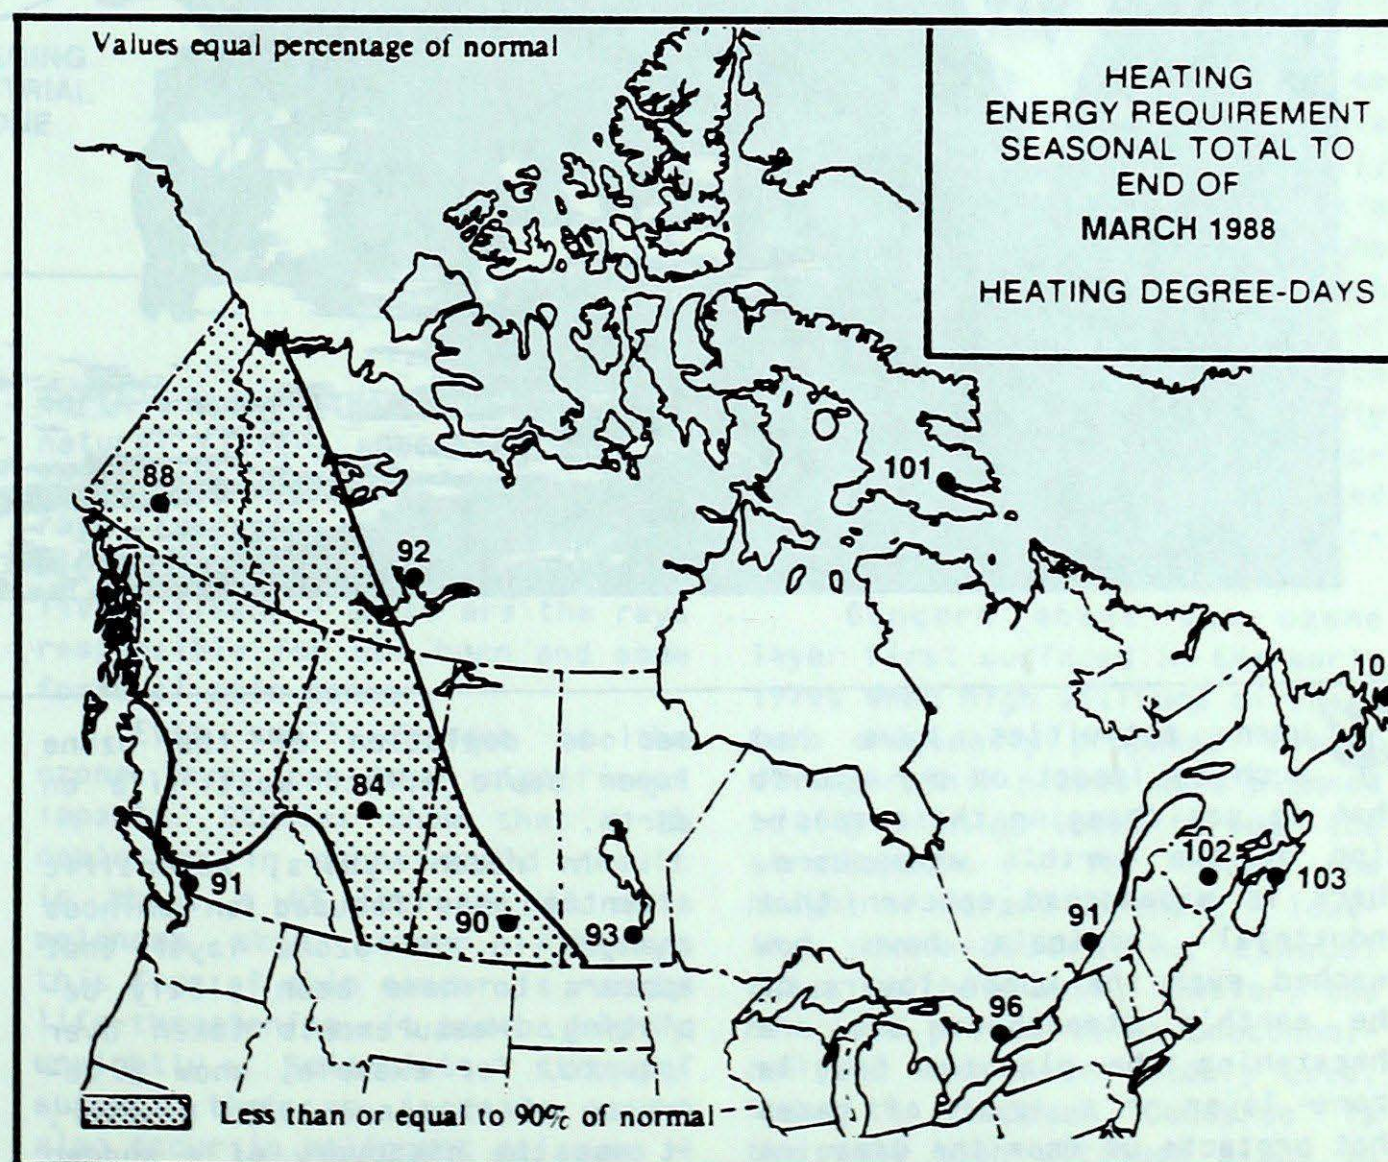 Values equal percentage of normal
HEATING
ENERGY REQUIREMENT
SEASONAL TOTAL TO
END OF
MARCH 1988
HEATING DEGREE-DAYS
88
92
101
10
84
91
90
93
91
96
102
103
Less than or equal to 90% of normal